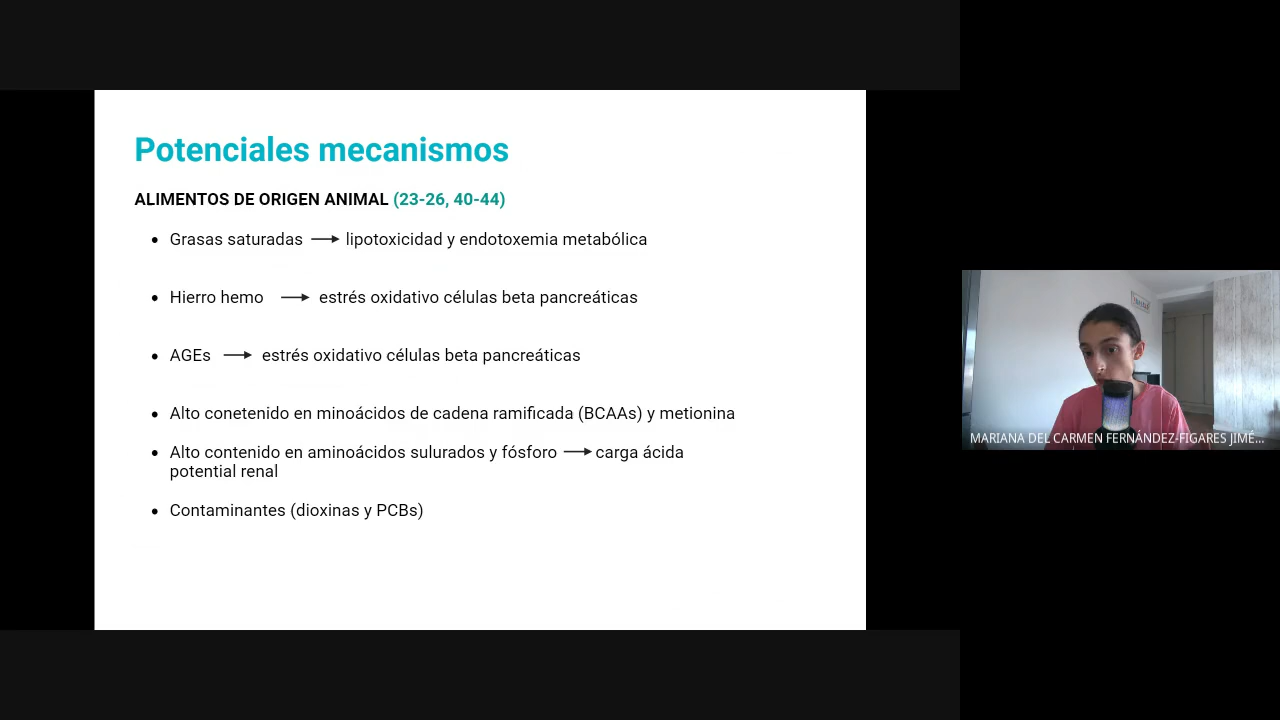 Potenciales mecanismos
ALIMENTOS DE ORIGEN ANIMAL (23-26, 40-44)
• Grasas saturadas → lipotoxicidad y endotoxemia metabólica
• Hierro hemo → estrés oxidativo células beta pancreáticas
• AGEs → estrés oxidativo células beta pancreáticas
• Alto conetenido en minoácidos de cadena ramificada (BCAAs) y metionina
• Alto contenido en aminoácidos sulurados y fósforo → carga ácida
potential renal
• Contaminantes (dioxinas y PCBs)
MARIANA DEL CARMEN FERNÁNDEZ-FIGARES JIMÉ...